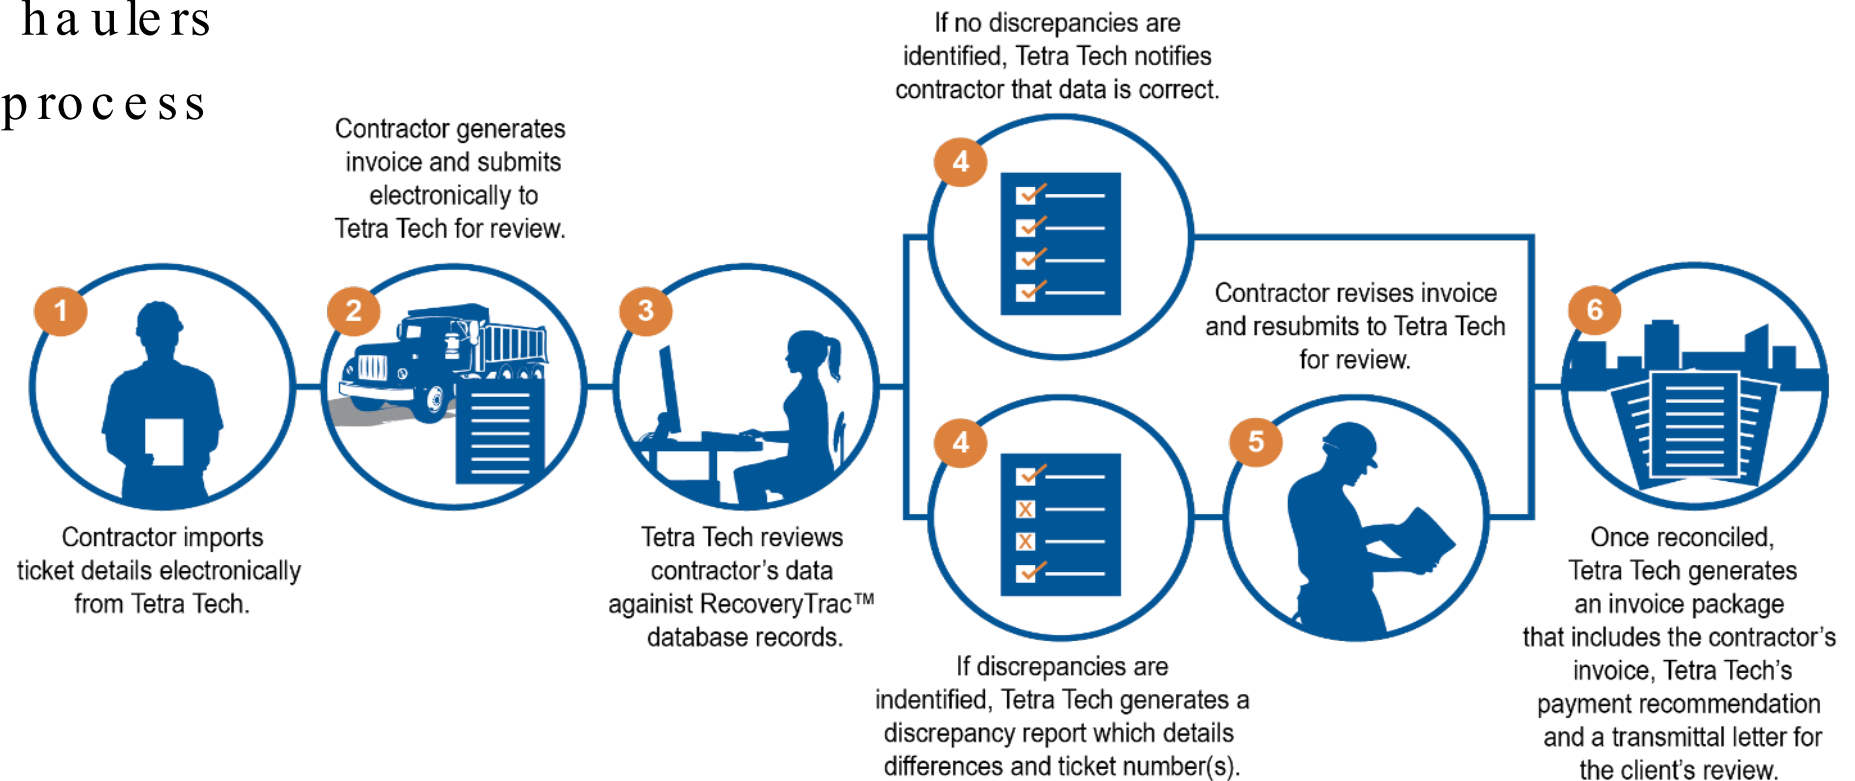 haulers
process
1
Contractor imports
ticket details electronically
from Tetra Tech.
Contractor generates
invoice and submits
electronically to
Tetra Tech for review.
2
3
Tetra Tech reviews
contractor's data
againist RecoveryTrac™
database records.
If no discrepancies are
identified, Tetra Tech notifies
contractor that data is correct.
4
4
If discrepancies are
indentified, Tetra Tech generates a
discrepancy report which details
differences and ticket number(s).
Contractor revises invoice
and resubmits to Tetra Tech
for review.
5
6
Once reconciled,
Tetra Tech generates
an invoice package
that includes the contractor's
invoice, Tetra Tech's
payment recommendation
and a transmittal letter for
the client's review.